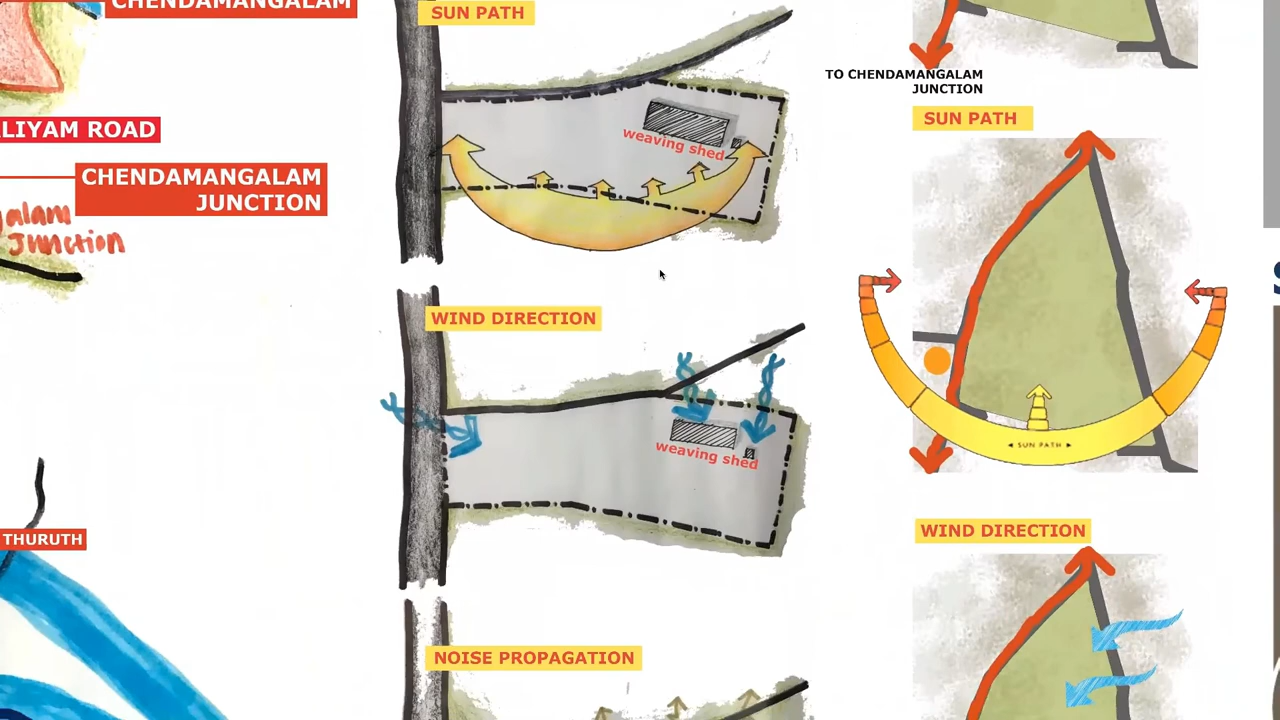 CHENDAMANGALAM
LIYAM ROAD
CHENDAMANGALAM
JUNCTION
galam
Junction
THURUTH
SUN PATH
weaving shed
WIND DIRECTION
weaving shed
NOISE PROPAGATION
TO CHENDAMANGALAM
JUNCTION
SUN PATH
SUN PATH
WIND DIRECTION